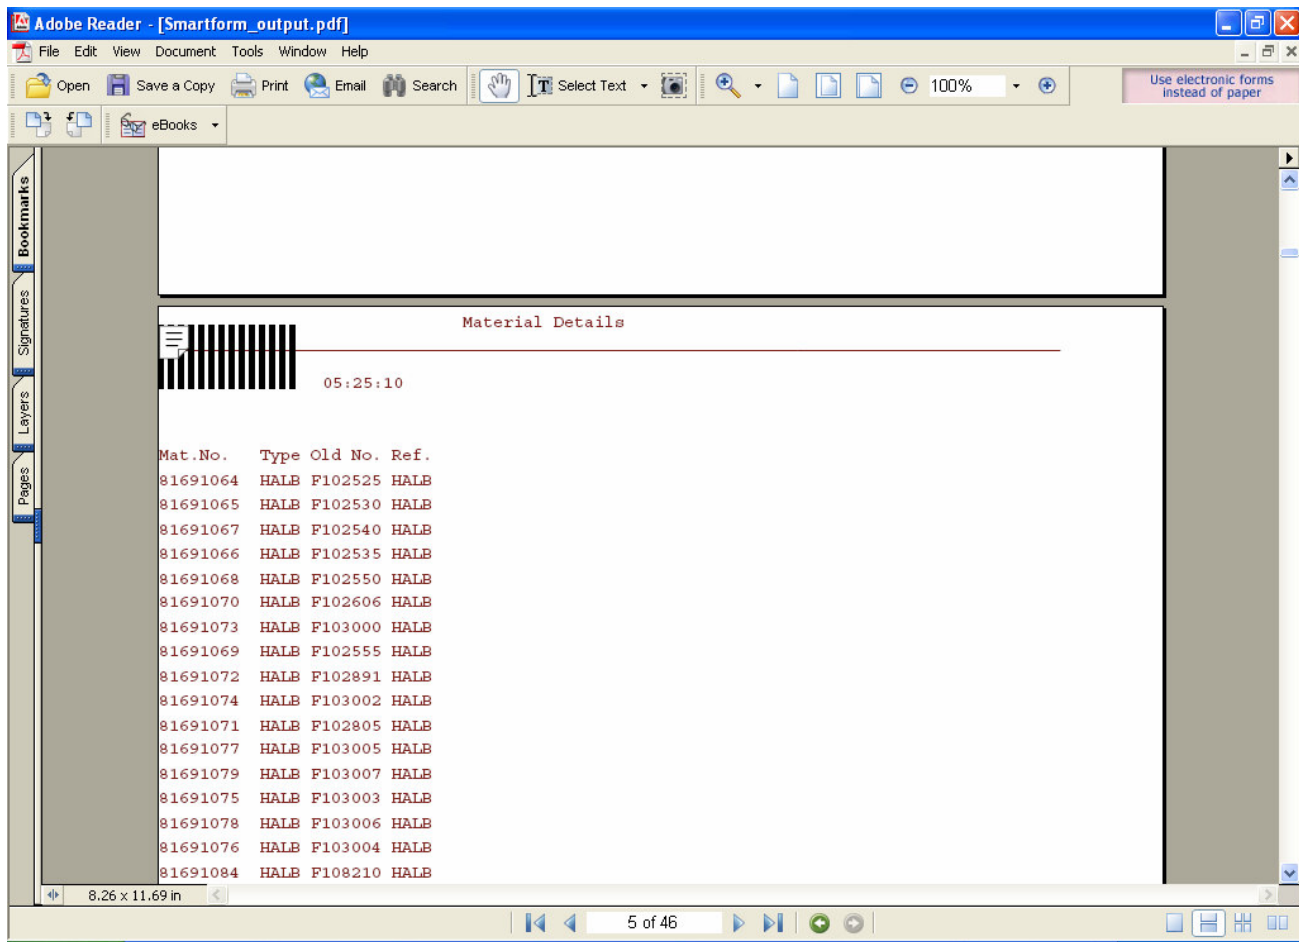 Adobe Reader - [Smartform_output.pdf]
File Edit View Document Tools Window Help
Open Save a Copy Print Email Search Select Text 100% Use electronic forms instead of paper
eBooks
Bookmarks
Signatures
Layers
Pages
Material Details
05:25:10
Mat.No. Type Old No. Ref.
81691064 HALB F102525 HALB
81691065 HALB F102530 HALB
81691067 HALB F102540 HALB
81691066 HALB F102535 HALB
81691068 HALB F102550 HALB
81691070 HALB F102606 HALB
81691073 HALB F103000 HALB
81691069 HALB F102555 HALB
81691072 HALB F102891 HALB
81691074 HALB F103002 HALB
81691071 HALB F102805 HALB
81691077 HALB F103005 HALB
81691079 HALB F103007 HALB
81691075 HALB F103003 HALB
81691078 HALB F103006 HALB
81691076 HALB F103004 HALB
81691084 HALB F108210 HALB
8.26 x 11.69 in
5 of 46